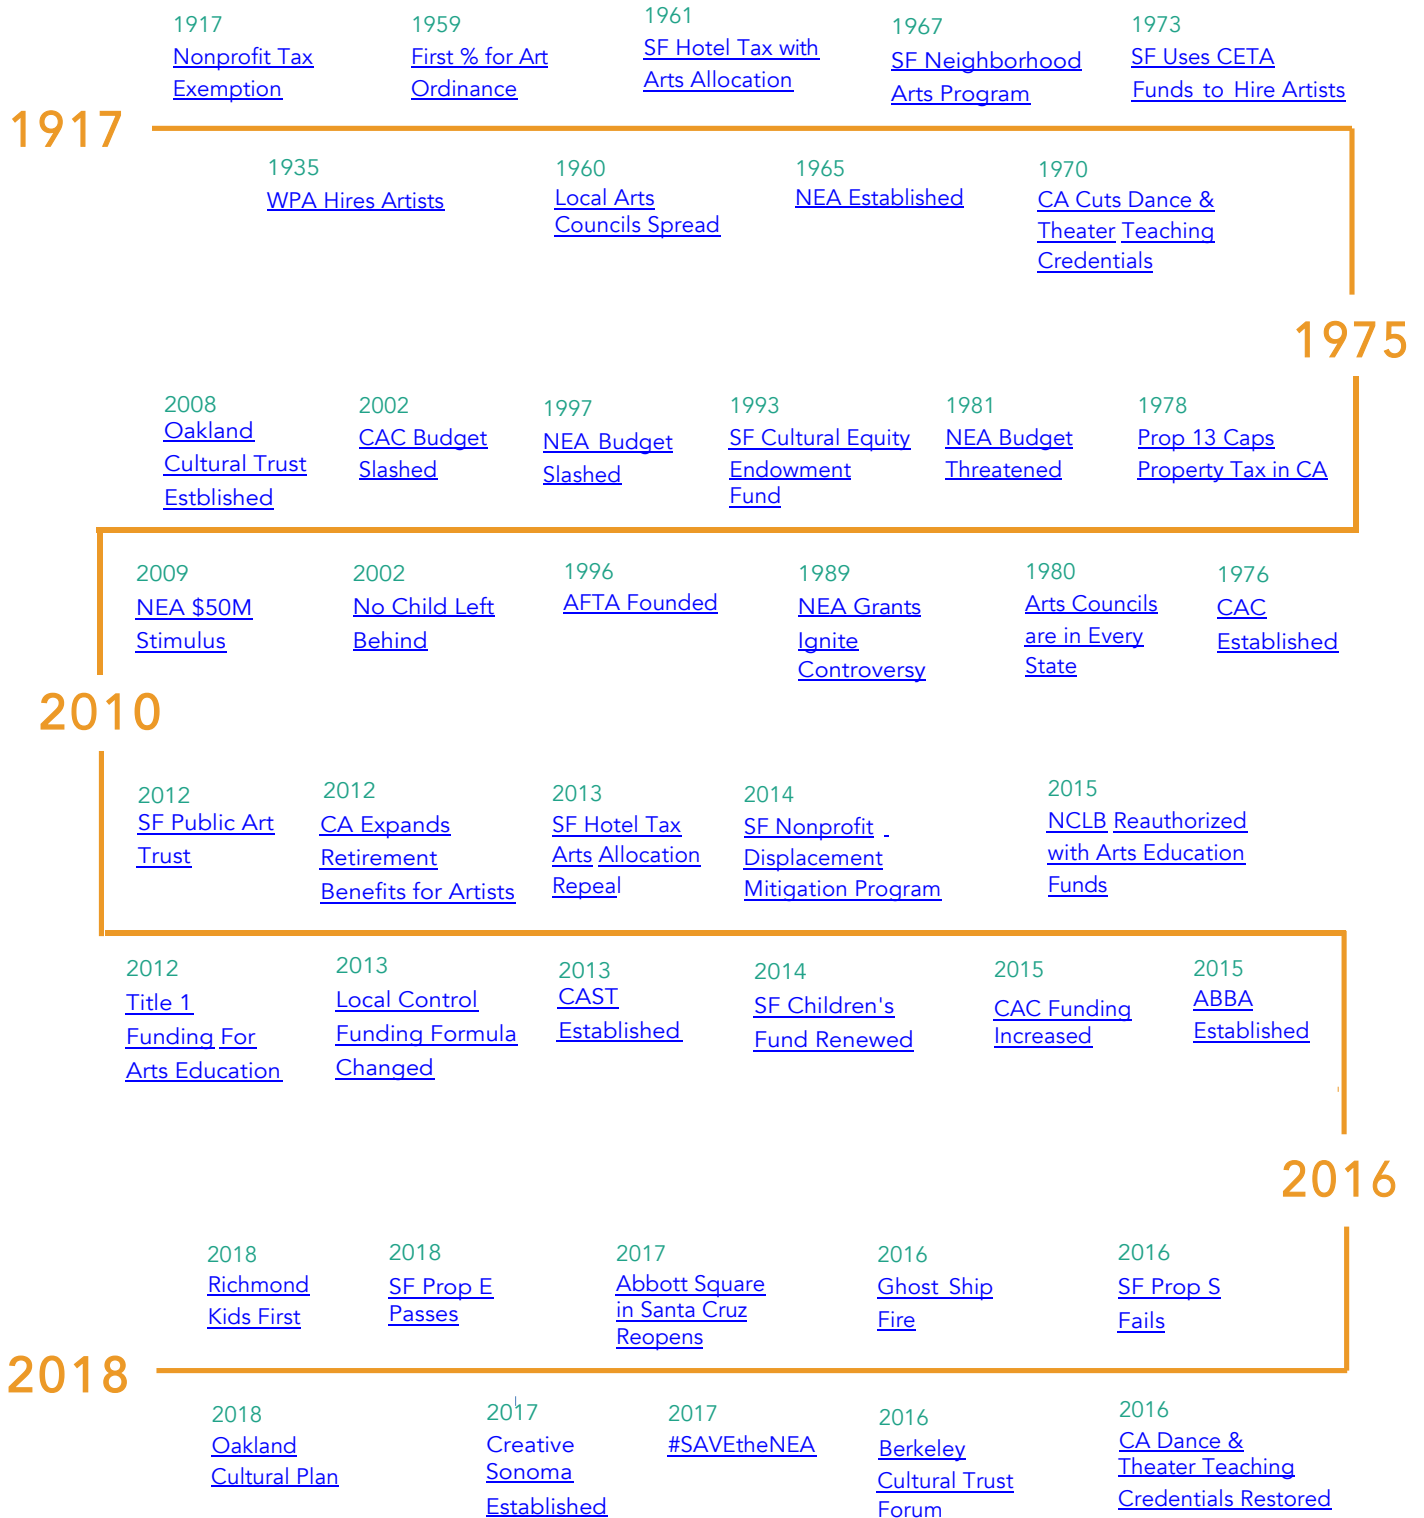 1917
Nonprofit Tax
Exemption
1959
First % for Art
Ordinance
1961
SF Hotel Tax with
Arts Allocation
1967
SF Neighborhood
Arts Program
1973
SF Uses CETA
Funds to Hire Artists
1917
1935
WPA Hires Artists
1960
Local Arts
Councils Spread
1965
NEA Established
1970
CA Cuts Dance &
Theater Teaching
Credentials
1975
2008
Oakland
Cultural Trust
Estblished
2002
CAC Budget
Slashed
1997
NEA Budget
Slashed
1993
SF Cultural Equity
Endowment
Fund
1981
NEA Budget
Threatened
1978
Prop 13 Caps
Property Tax in CA
2009
NEA $50M
Stimulus
2002
No Child Left
Behind
1996
AFTA Founded
1989
NEA Grants
Ignite
Controversy
1980
Arts Councils
are in Every
State
1976
CAC
Established
2010
2012
SF Public Art
Trust
2012
CA Expands
Retirement
Benefits for Artists
2013
SF Hotel Tax
Arts Allocation
Repeal
2014
SF Nonprofit
Displacement
Mitigation Program
2015
NCLB Reauthorized
with Arts Education
Funds
2012
Title 1
Funding For
Arts Education
2013
Local Control
Funding Formula
Changed
2013
CAST
Established
2014
SF Children's
Fund Renewed
2015
CAC Funding
Increased
2015
ABBA
Established
2016
2018
Richmond
Kids First
2018
SF Prop E
Passes
2017
Abbott Square
in Santa Cruz
Reopens
2016
Ghost Ship
Fire
2016
SF Prop S
Fails
2018
2018
Oakland
Cultural Plan
2017
Creative
Sonoma
Established
2017
#SAVEtheNEA
2016
Berkeley
Cultural Trust
Forum
2016
CA Dance &
Theater Teaching
Credentials Restored